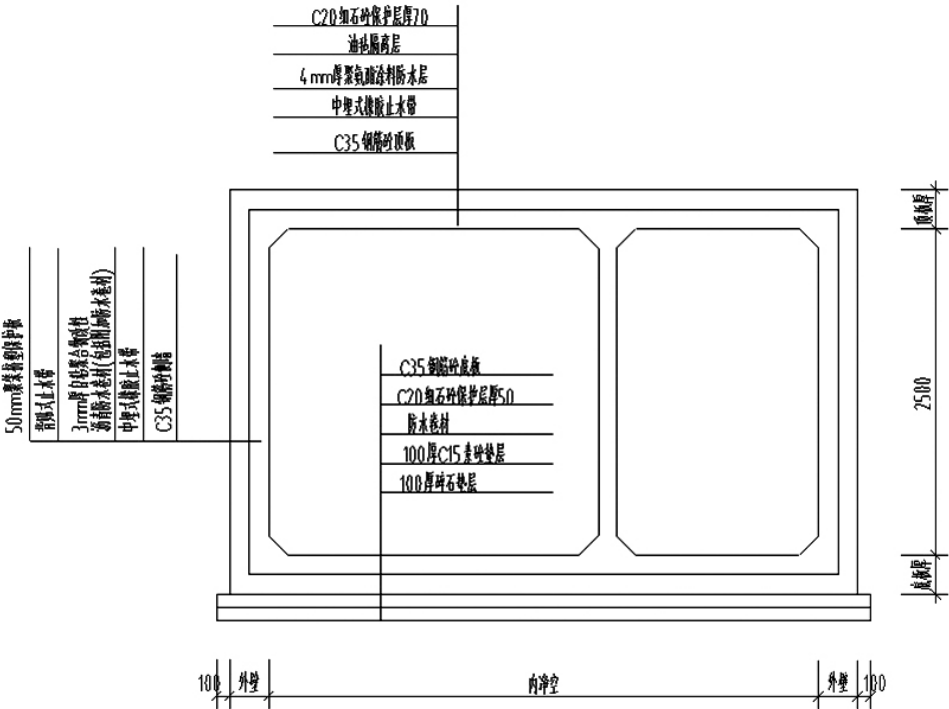 C20细石砼保护层厚70
油毡隔离层
4mm厚聚氨酯涂料防水层
中埋式橡胶止水带
C35钢筋砼顶板
50mm聚苯板塑保护板
背贴式止水带
3mm厚自粘聚合物改性
沥青防水卷材(包括附加防水卷材)
中埋式橡胶止水带
C35钢筋砼侧墙
C35钢筋砼底板
C20细石砼保护层厚50
防水卷材
100厚C15素砼垫层
100厚碎石垫层
顶板厚
2500
底板厚
100
外壁
内净空
外壁
100